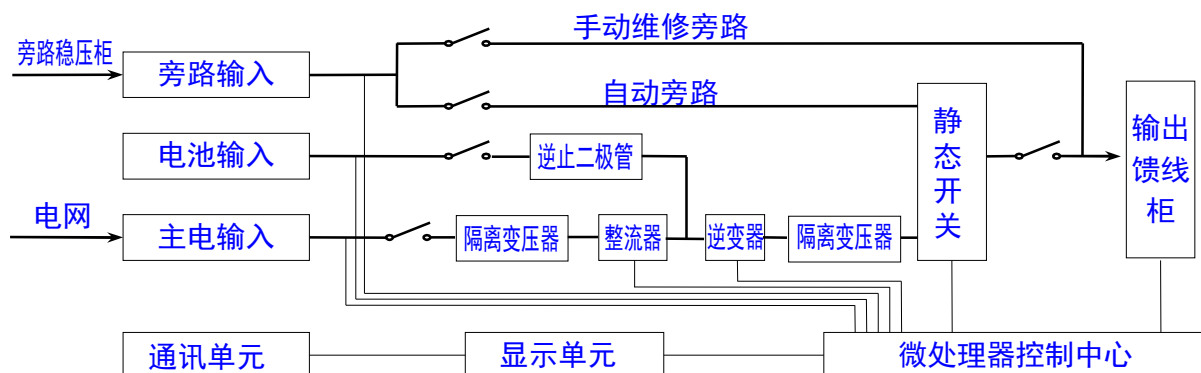 手动维修旁路
旁路稳压柜
旁路输入
自动旁路
电池输入
逆止二极管
静
态
开
关
输出
馈线
柜
电网
主电输入
隔离变压器
整流器
逆变器
隔离变压器
通讯单元
显示单元
微处理器控制中心